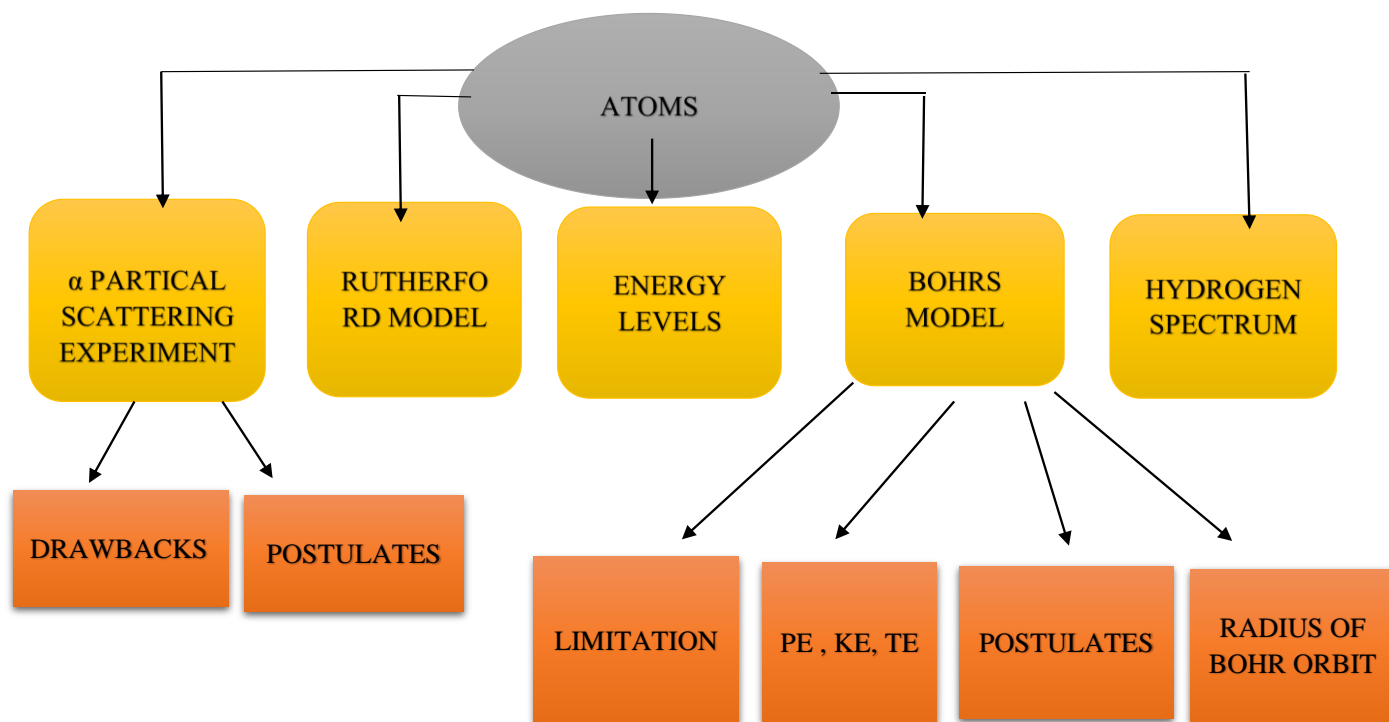 ATOMS
α PARTICAL
SCATTERING
EXPERIMENT
RUTHERFO
RD MODEL
ENERGY
LEVELS
BOHRS
MODEL
HYDROGEN
SPECTRUM
DRAWBACKS
POSTULATES
LIMITATION
PE , KE, TE
POSTULATES
RADIUS OF
BOHR ORBIT